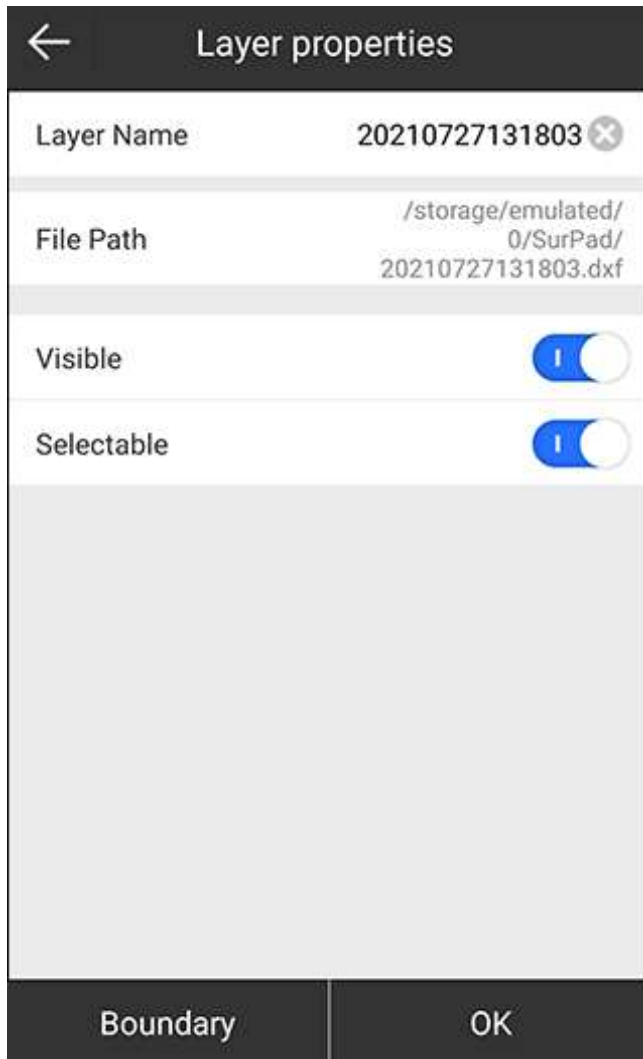 Layer properties
Layer Name 20210727131803
File Path /storage/emulated/
0/SurPad/
20210727131803.dxf
Visible
Selectable
Boundary OK